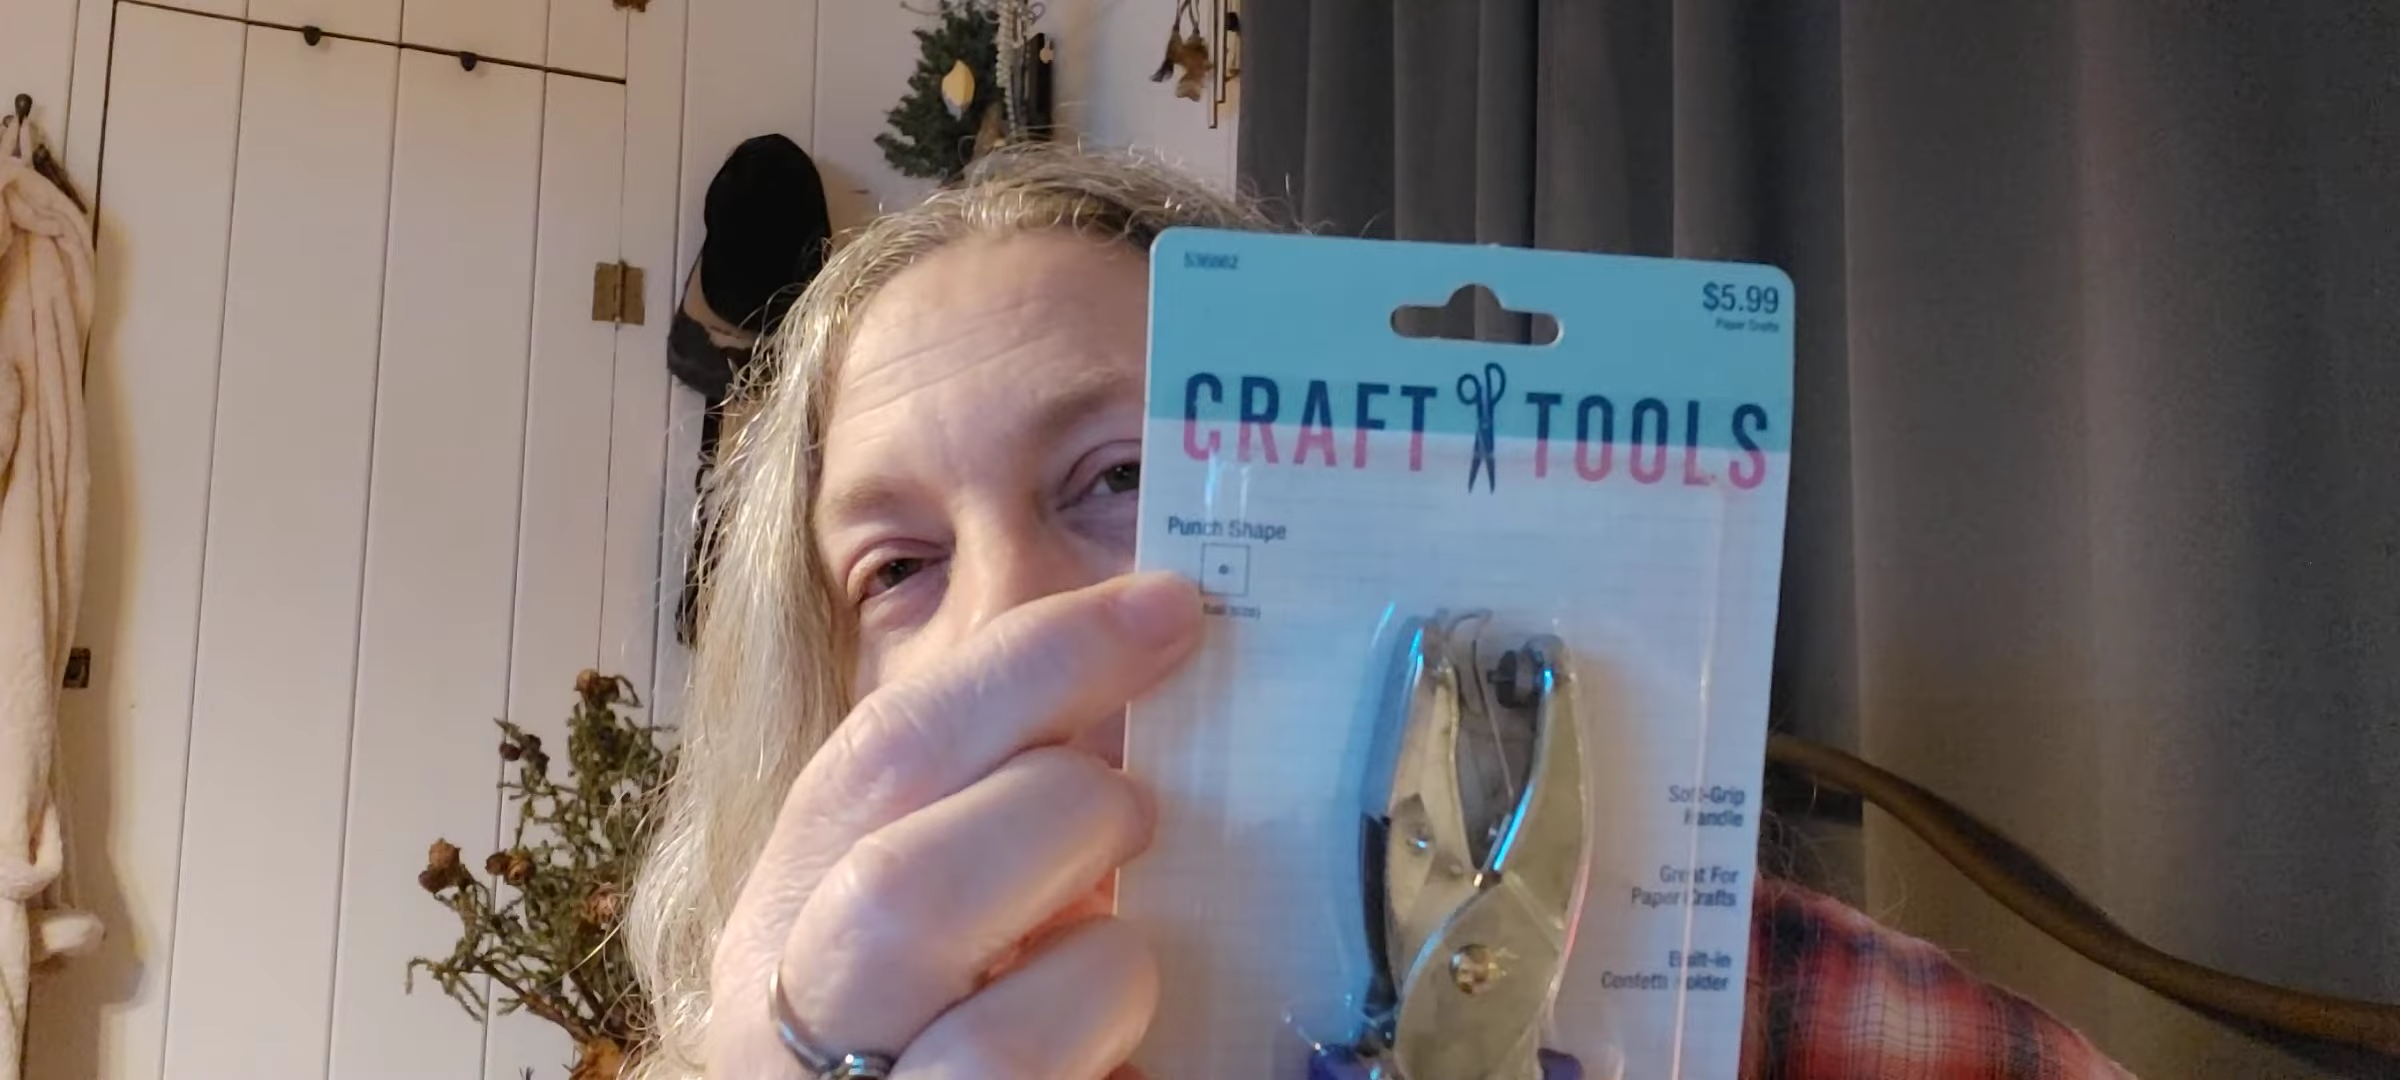 536862
$5.99
Paper Crafts
CRAFT TOOLS
Punch Shape
Soft-Grip
Handle
Great For
Paper Crafts
Built-in
Confetti Holder